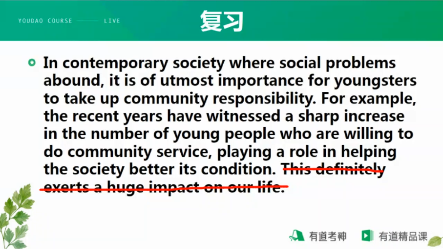 YOUDAO COURSE LIVE
复习
In contemporary society where social problems
abound, it is of utmost importance for youngsters
to take up community responsibility. For example,
the recent years have witnessed a sharp increase
in the number of young people who are willing to
do community service, playing a role in helping
the society better its condition. This definitely
exerts a huge impact on our life.
有道考神 有道精品课